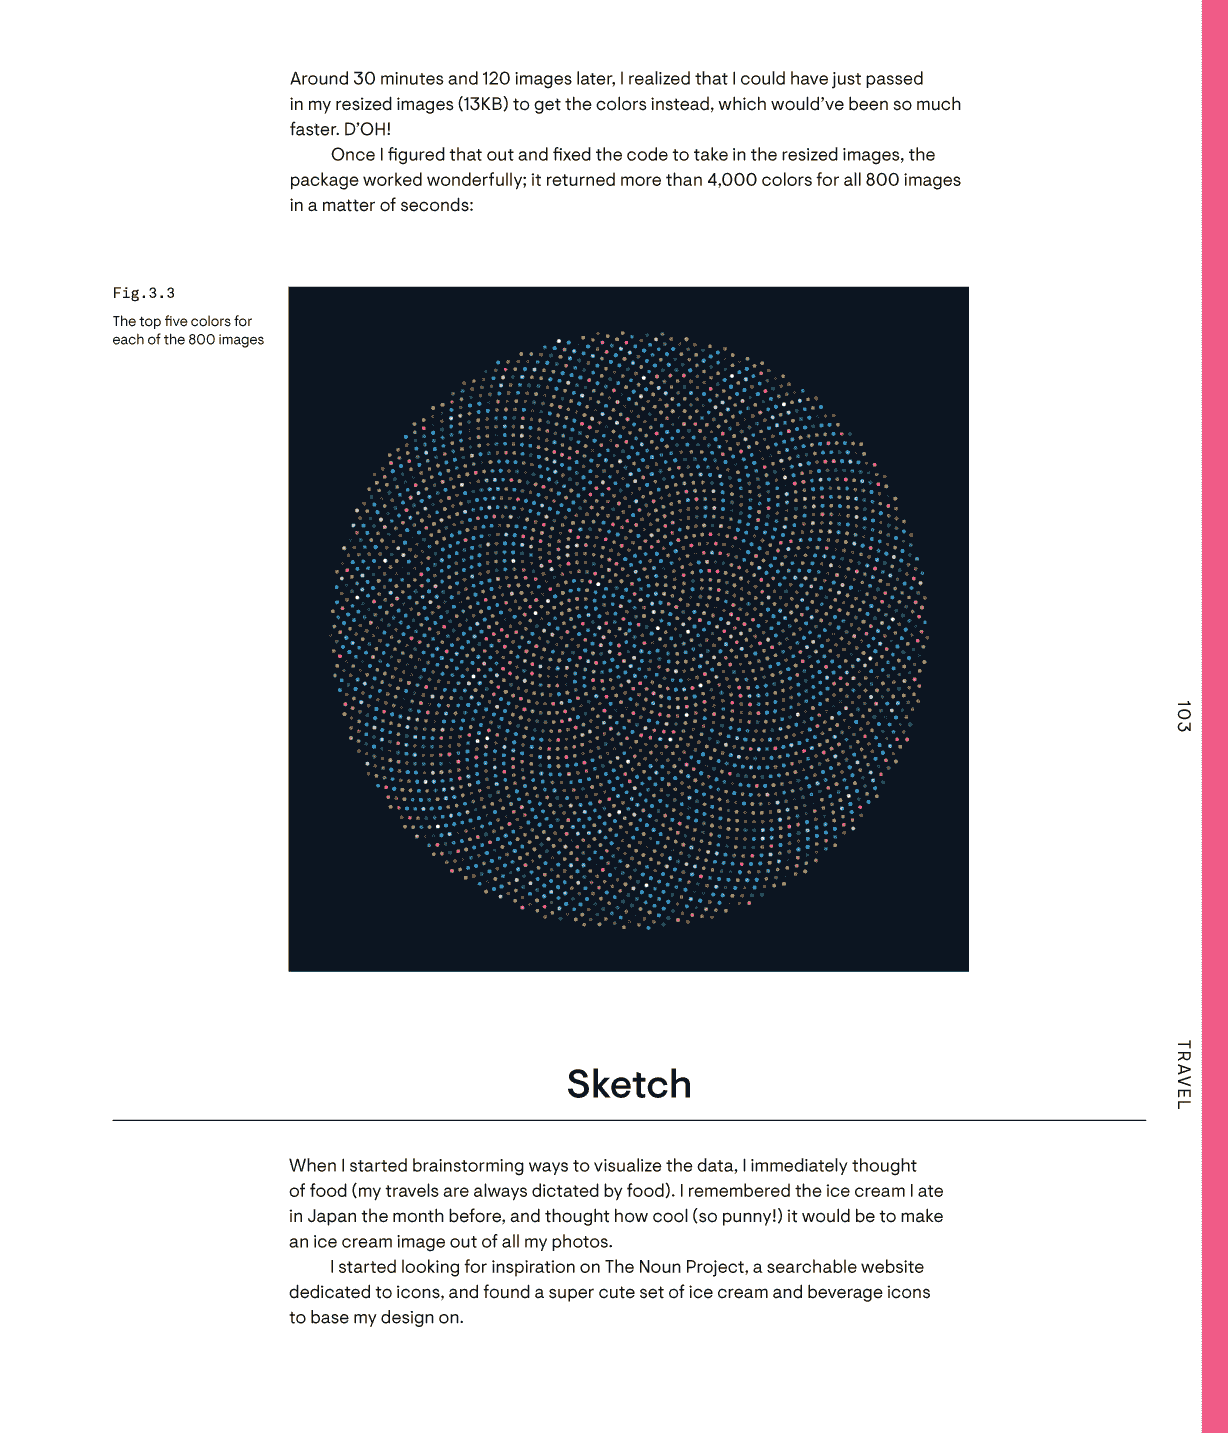 Around 30 minutes and 120 images later, I realized that I could have just passed
in my resized images (13KB) to get the colors instead, which would’ve been so much
faster. D’OH!
Once I figured that out and fixed the code to take in the resized images, the
package worked wonderfully; it returned more than 4,000 colors for all 800 images
in a matter of seconds:
Fig.3.3
The top five colors for
each of the 800 images
103
TRAVEL
Sketch
When I started brainstorming ways to visualize the data, I immediately thought
of food (my travels are always dictated by food). I remembered the ice cream I ate
in Japan the month before, and thought how cool (so punny!) it would be to make
an ice cream image out of all my photos.
I started looking for inspiration on The Noun Project, a searchable website
dedicated to icons, and found a super cute set of ice cream and beverage icons
to base my design on.